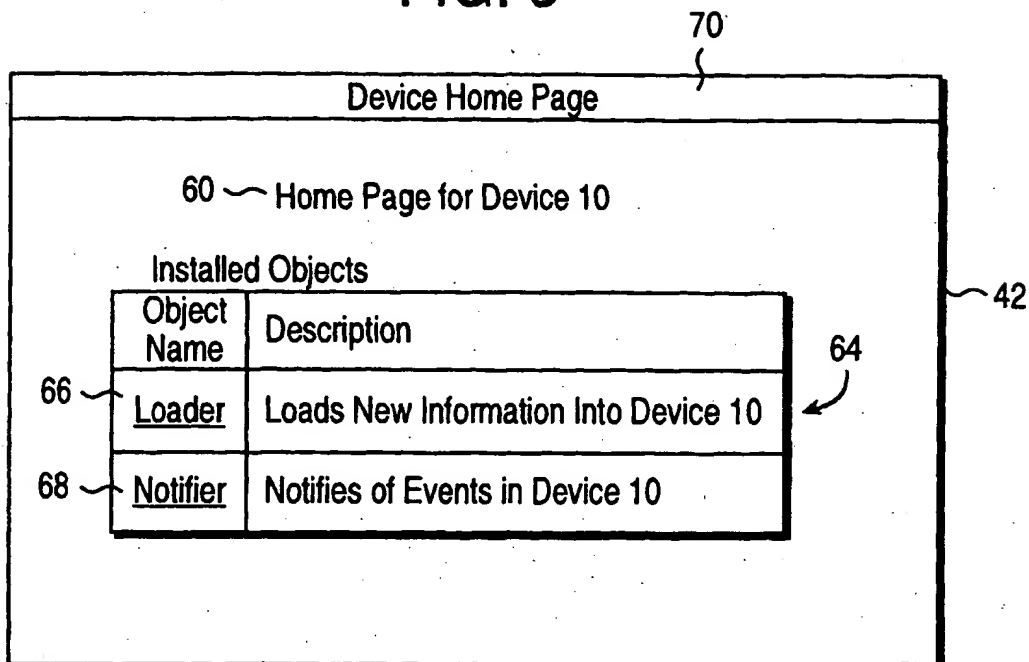 70
Device Home Page
60 Home Page for Device 10
Installed Objects
Object Name Description
42
64
66 Loader Loads New Information Into Device 10
68 Notifier Notifies of Events in Device 10